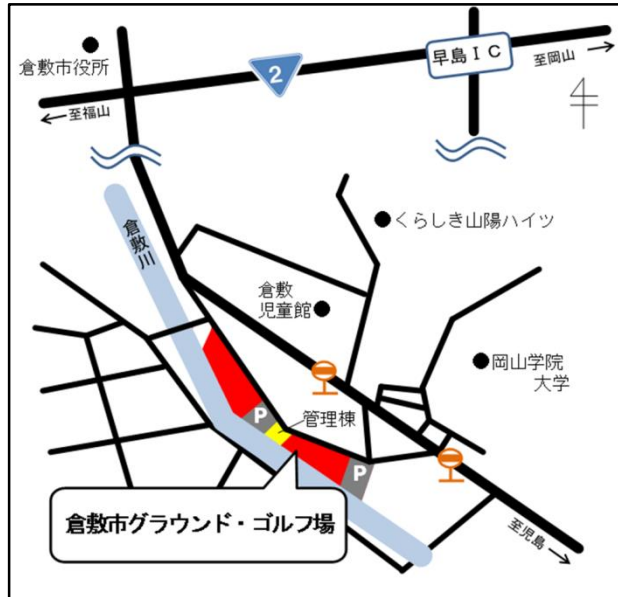 倉敷市役所
早島ＩＣ
至岡山
2
至福山
倉敷川
くらしき山陽ハイツ
倉敷
児童館
岡山学院
大学
P
管理棟
P
倉敷市グラウンド・ゴルフ場
至児島